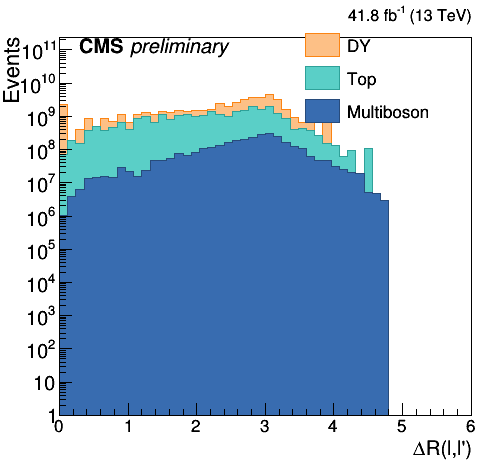 41.8 fb⁻¹ (13 TeV)
CMS preliminary
DY
Top
Multiboson
Events
10¹¹
10¹⁰
10⁹
10⁸
10⁷
10⁶
10⁵
10⁴
10³
10²
10
1
0 1 2 3 4 5 6
ΔR(l,l')